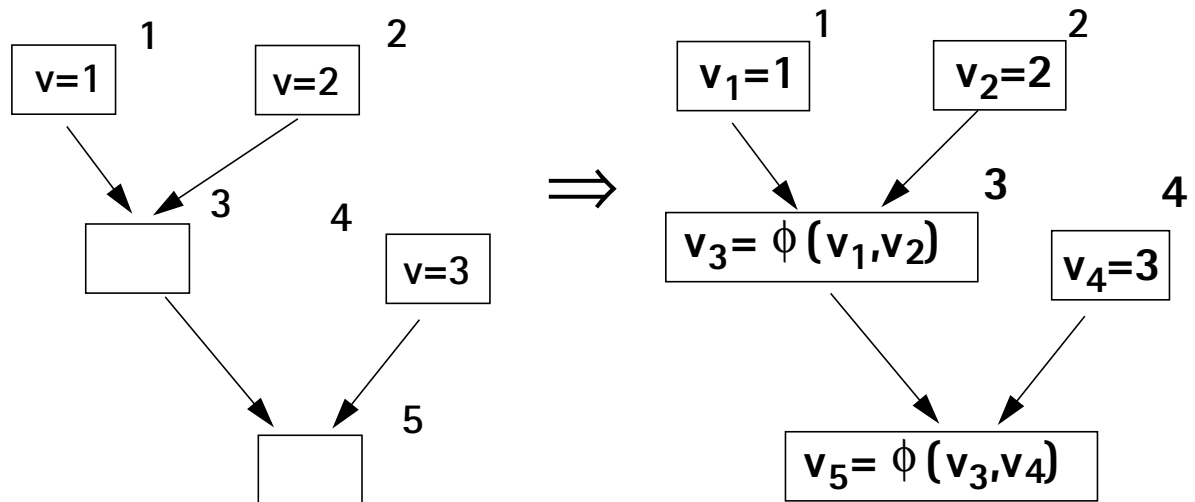 1
v=1
2
v=2
3
4
v=3
5
⇒
1
v₁=1
2
v₂=2
3
v₃= ϕ(v₁,v₂)
4
v₄=3
v₅= ϕ(v₃,v₄)